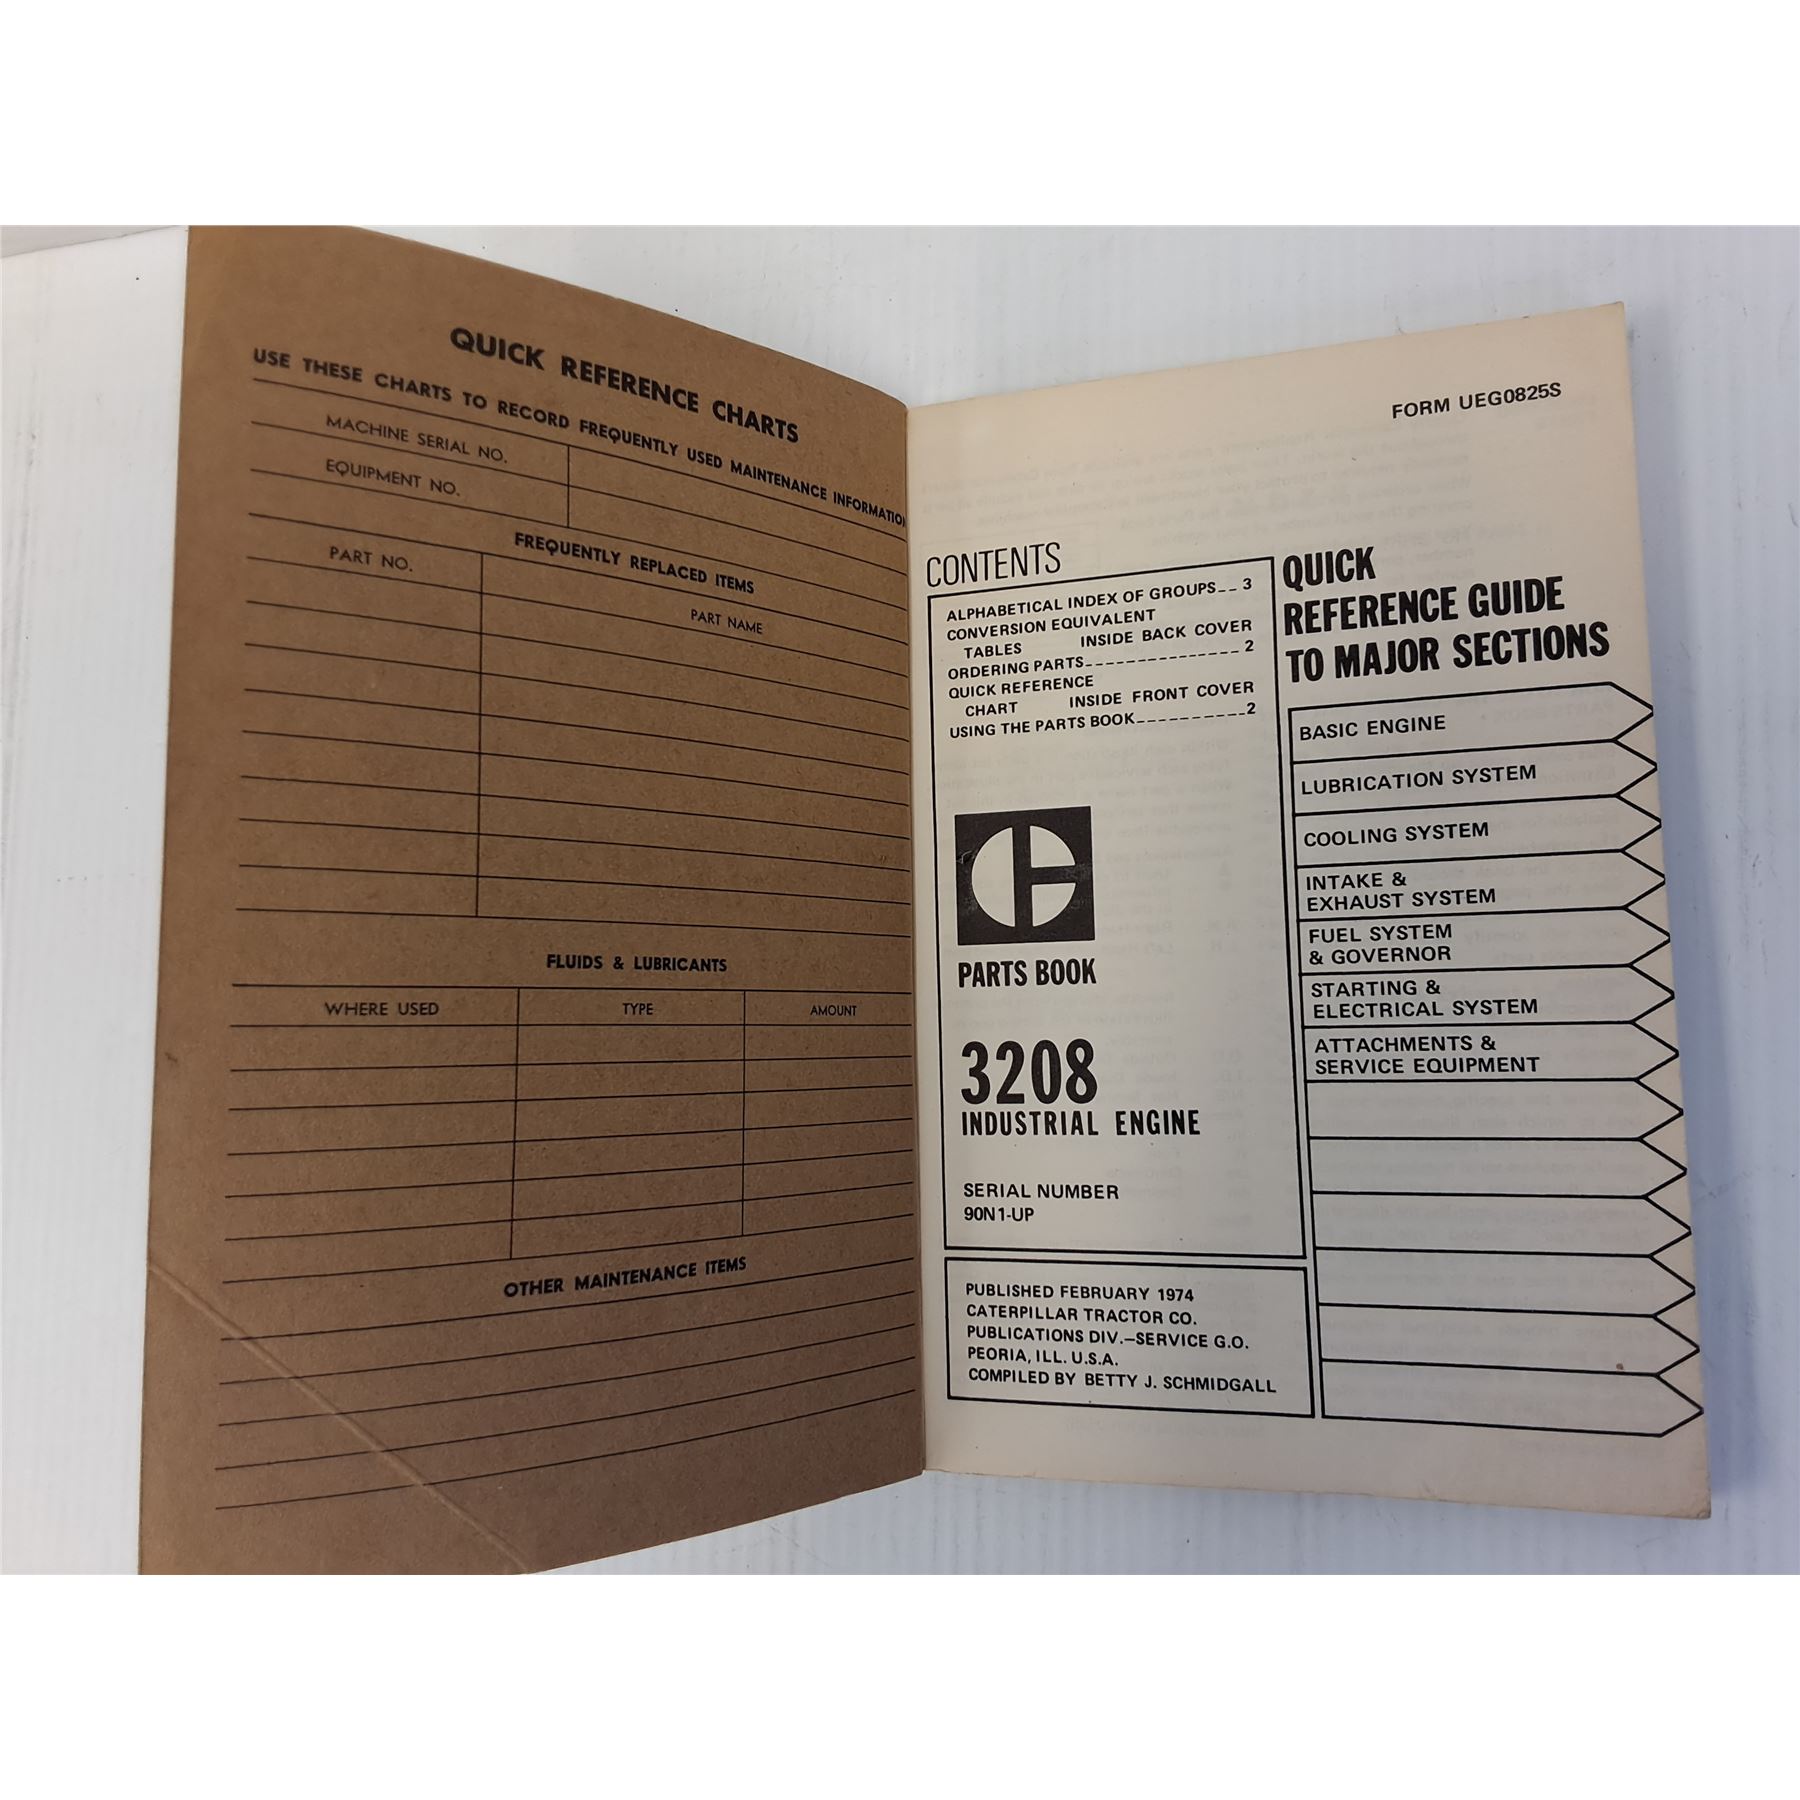 QUICK REFERENCE CHARTS
USE THESE CHARTS TO RECORD FREQUENTLY USED MAINTENANCE INFORMATION
MACHINE SERIAL NO.
EQUIPMENT NO.
FREQUENTLY REPLACED ITEMS
PART NO.
PART NAME
FLUIDS & LUBRICANTS
WHERE USED
TYPE
AMOUNT
OTHER MAINTENANCE ITEMS
FORM UEG0825S
CONTENTS
ALPHABETICAL INDEX OF GROUPS__ 3
CONVERSION EQUIVALENT
TABLES INSIDE BACK COVER
ORDERING PARTS_______________ 2
QUICK REFERENCE
CHART INSIDE FRONT COVER
USING THE PARTS BOOK__________2
C
PARTS BOOK
3208
INDUSTRIAL ENGINE
SERIAL NUMBER
90N1-UP
PUBLISHED FEBRUARY 1974
CATERPILLAR TRACTOR CO.
PUBLICATIONS DIV.—SERVICE G.O.
PEORIA, ILL. U.S.A.
COMPILED BY BETTY J. SCHMIDGALL
QUICK
REFERENCE GUIDE
TO MAJOR SECTIONS
BASIC ENGINE
LUBRICATION SYSTEM
COOLING SYSTEM
INTAKE &
EXHAUST SYSTEM
FUEL SYSTEM
& GOVERNOR
STARTING &
ELECTRICAL SYSTEM
ATTACHMENTS &
SERVICE EQUIPMENT